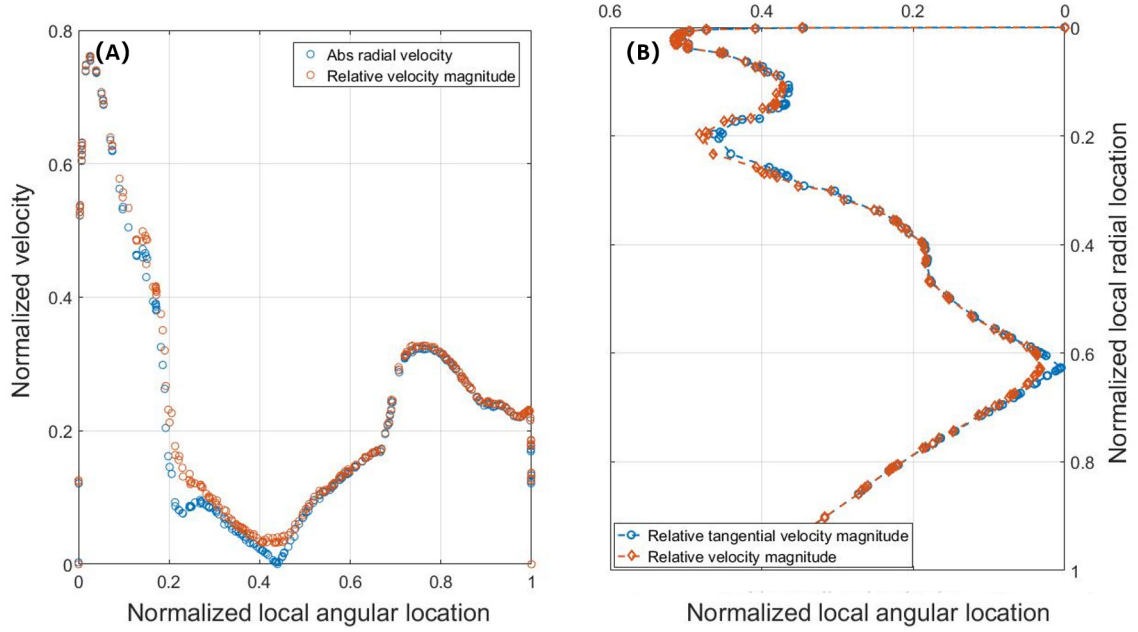 (A)
Abs radial velocity
Relative velocity magnitude
0.8
0.6
0.4
0.2
0
0 0.2 0.4 0.6 0.8 1
Normalized velocity
Normalized local angular location
(B)
0.6 0.4 0.2 0
0
0.2
0.4
0.6
0.8
1
Normalized local radial location
Relative tangential velocity magnitude
Relative velocity magnitude
Normalized local angular location